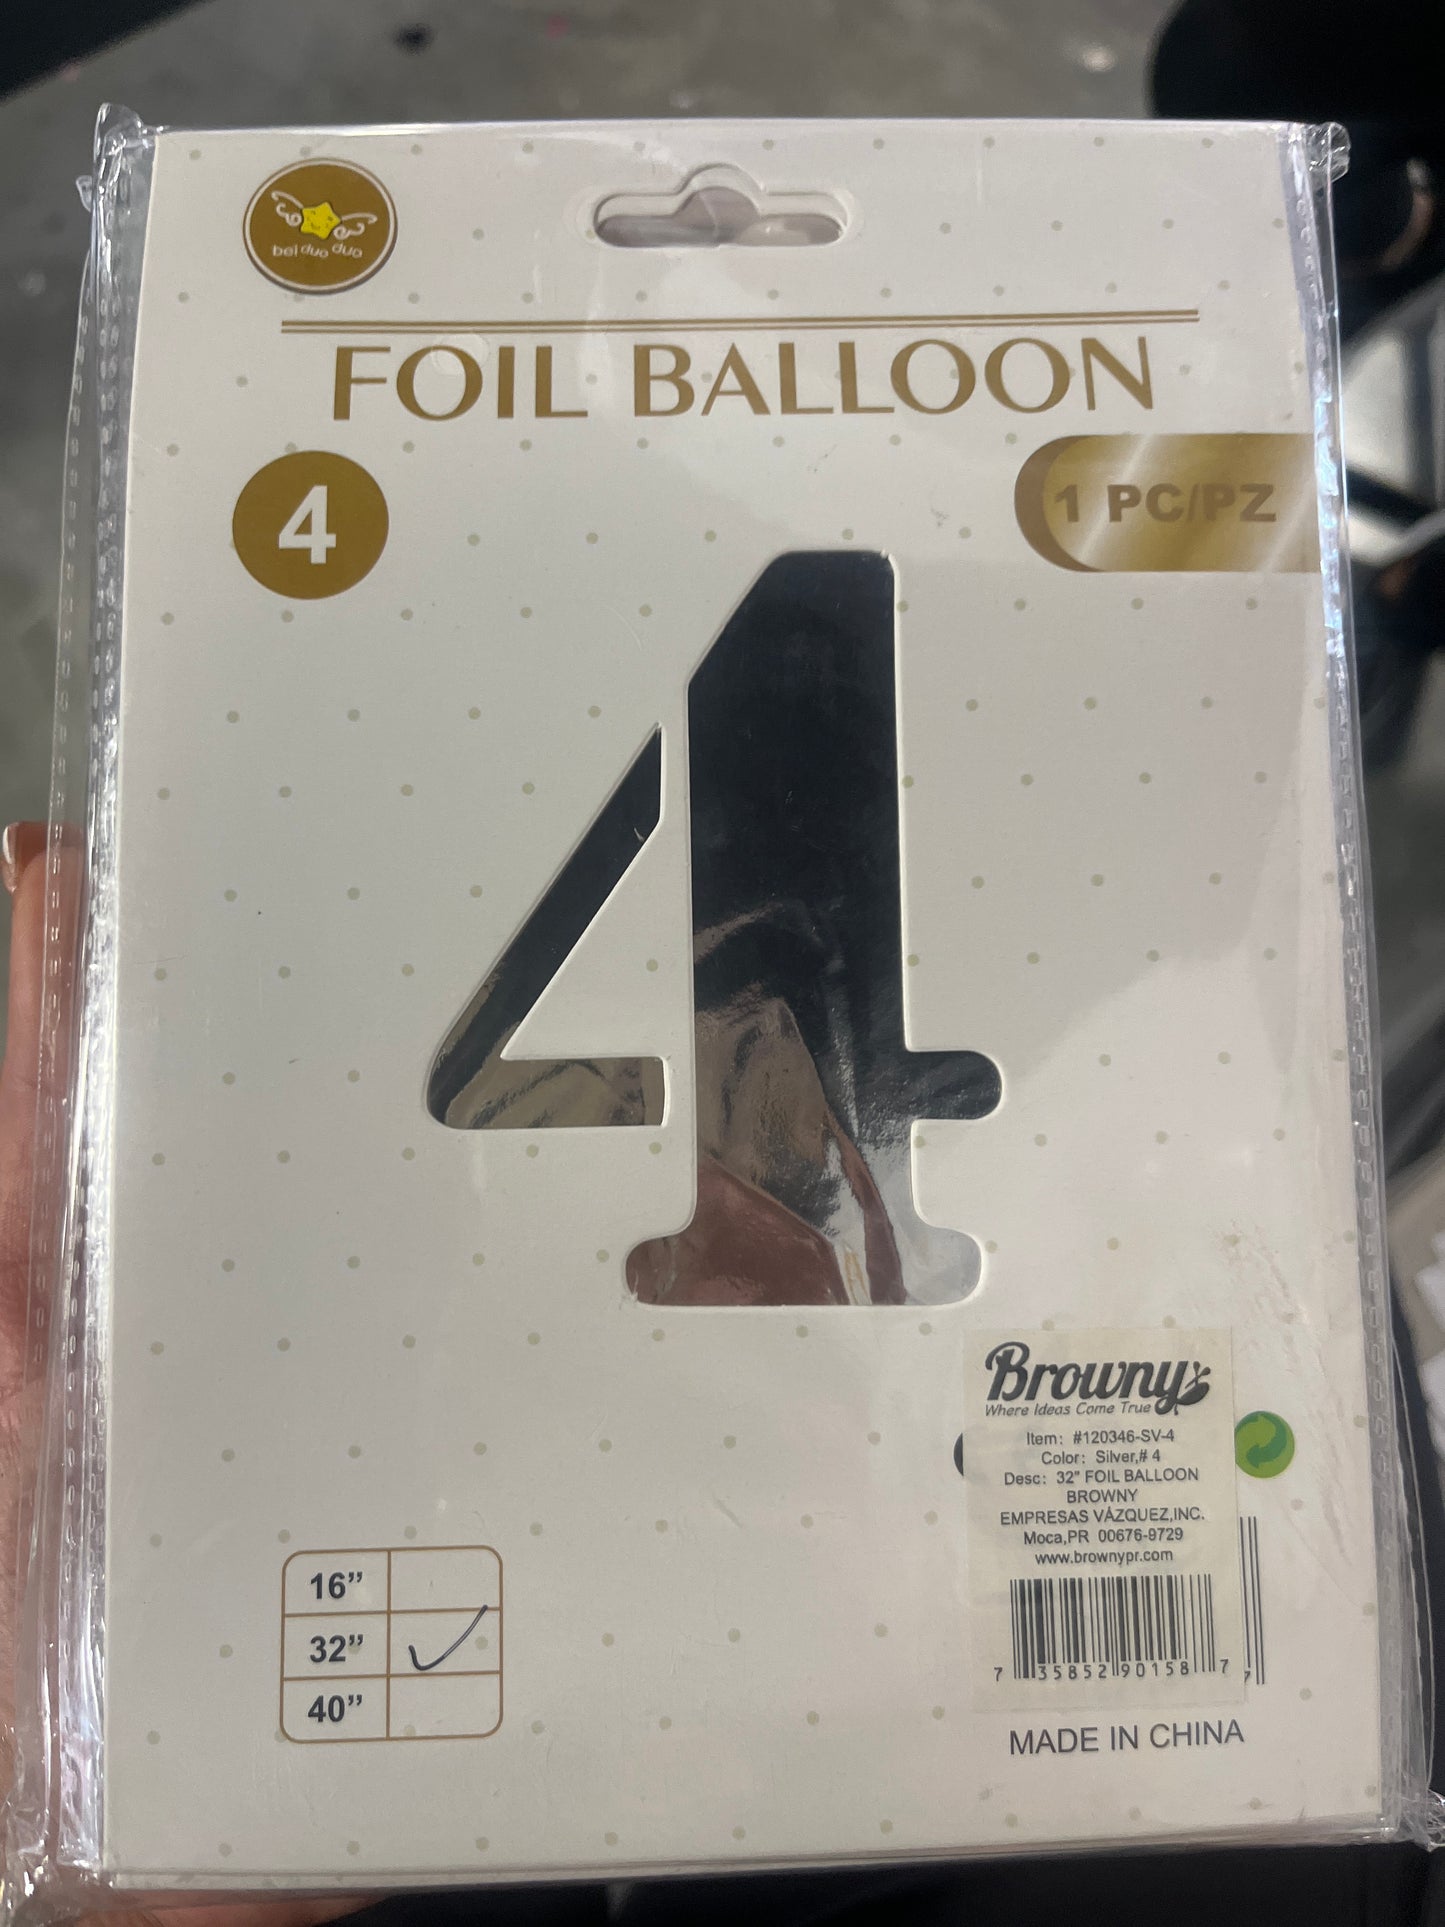 bei duo duo
FOIL BALLOON
4
1 PC/PZ
Browny
Where Ideas Come True
Item: #120346-SV-4
Color: Silver,# 4
Desc: 32" FOIL BALLOON
BROWNY
EMPRESAS VÁZQUEZ,INC.
Moca,PR 00676-9729
www.brownypr.com
7 35852 90158 7
7
16”
32”
40”
MADE IN CHINA